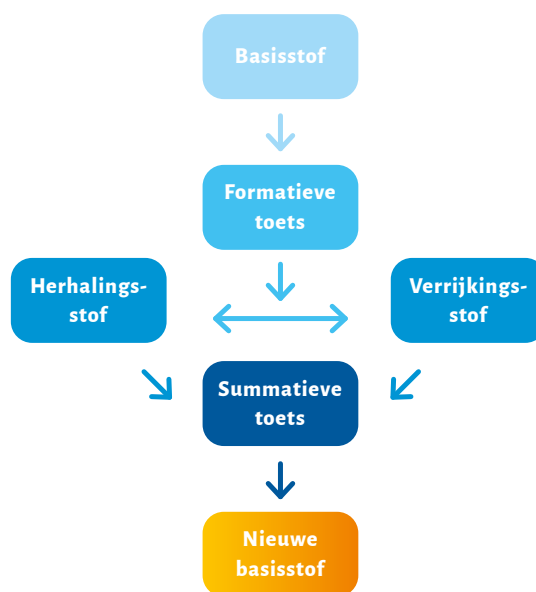 Basisstof
Formatieve
toets
Herhalings-
stof
Verrijkings-
stof
Summatieve
toets
Nieuwe
basisstof